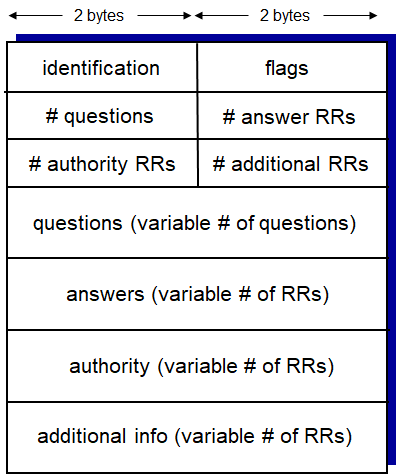 2 bytes 2 bytes
identification flags
# questions # answer RRs
# authority RRs # additional RRs
questions (variable # of questions)
answers (variable # of RRs)
authority (variable # of RRs)
additional info (variable # of RRs)